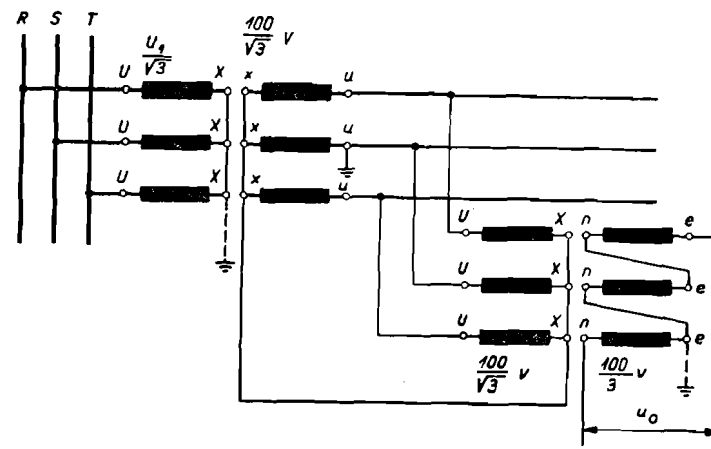 R S T
U₁/√3
100/√3 V
U X x u
U X x u
U X x u
U X n e
U X n e
U X n e
100/√3 V
100/3 V
u₀